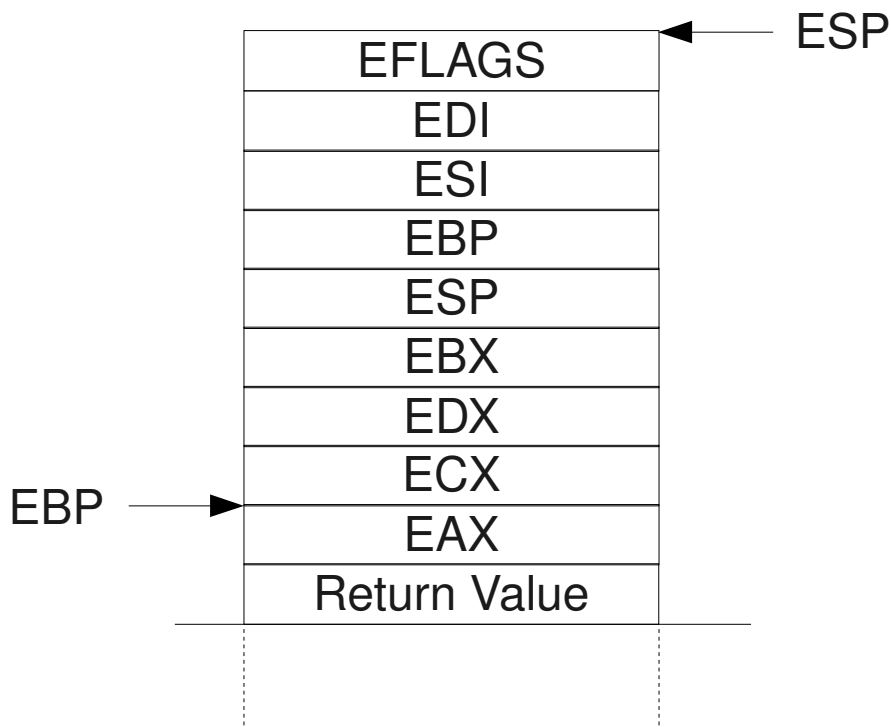 ESP
EFLAGS
EDI
ESI
EBP
ESP
EBX
EDX
ECX
EBP
EAX
Return Value